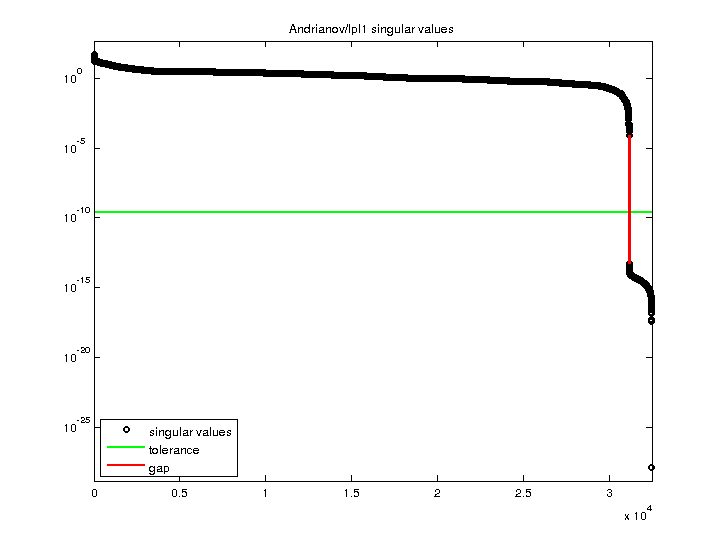 Andrianov/lpl1 singular values
10^0
10^-5
10^-10
10^-15
10^-20
10^-25
singular values
tolerance
gap
0 0.5 1 1.5 2 2.5 3
x 10^4